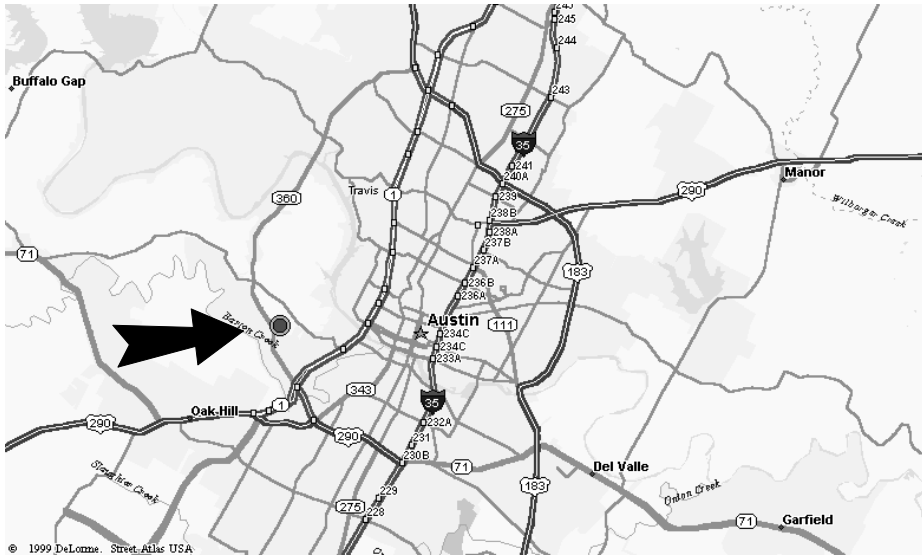 245
245
244
243
Buffalo Gap
275
35
241
240A
Manor
Travis
1
360
239
290
Wilbarger Creek
238B
238A
237B
71
237A
183
236B
236A
Barton Creek
Austin
111
234C
234C
233A
343
35
1
Oak Hill
290
232A
290
231
230B
71
Del Valle
Slaughter Creek
183
Onion Creek
229
275
228
71
Garfield
© 1999 DeLorme. Street Atlas USA